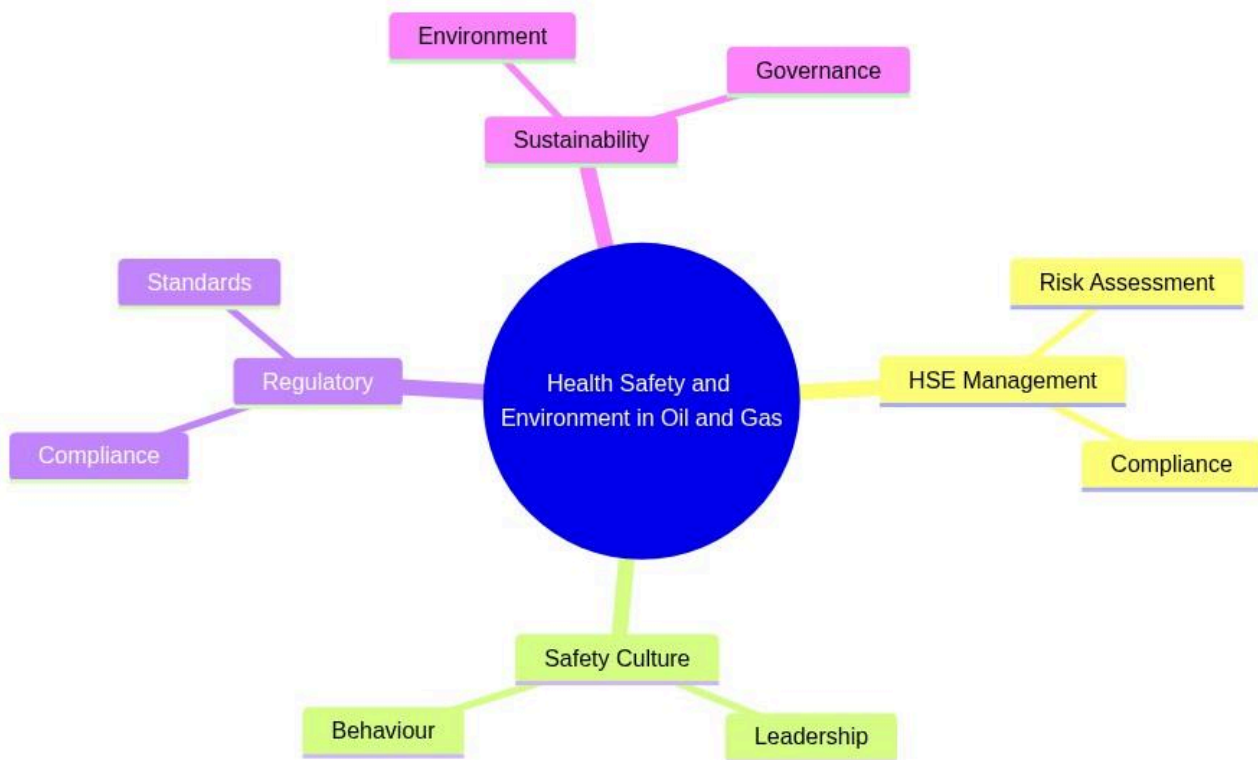 Environment
Governance
Sustainability
Standards
Risk Assessment
Regulatory
HSE Management
Health Safety and
Environment in Oil and Gas
Compliance
Compliance
Safety Culture
Behaviour
Leadership